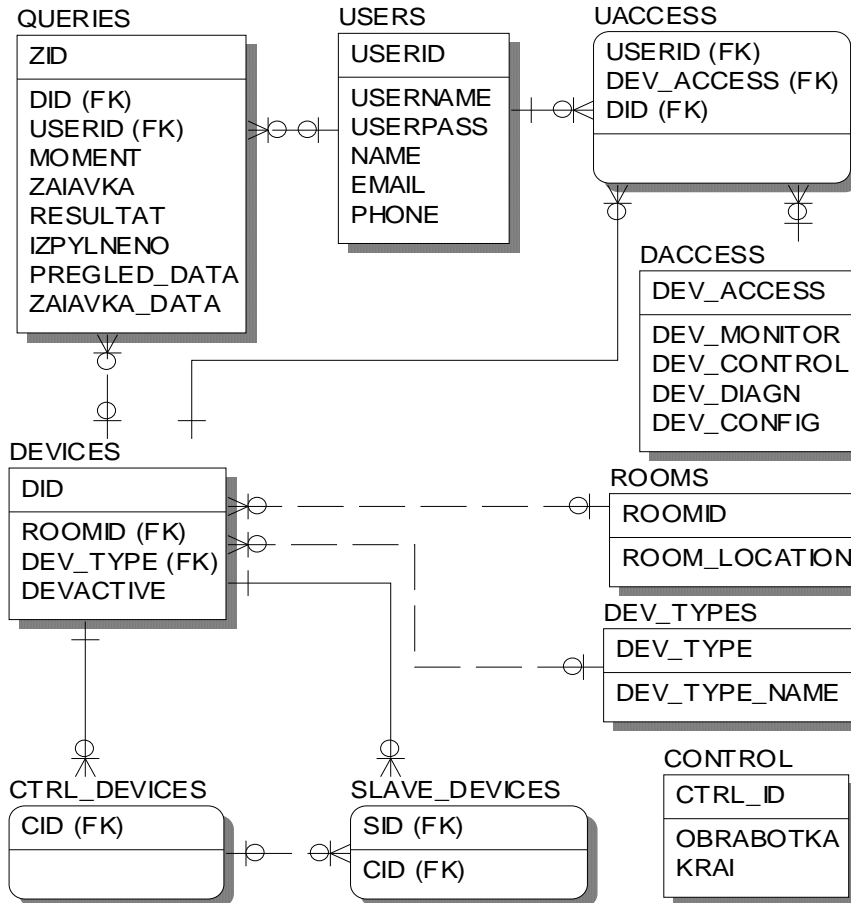 QUERIES
ZID
DID (FK)
USERID (FK)
MOMENT
ZAIAVKA
RESULTAT
IZPYLNENO
PREGLED_DATA
ZAIAVKA_DATA
USERS
USERID
USERNAME
USERPASS
NAME
EMAIL
PHONE
UACCESS
USERID (FK)
DEV_ACCESS (FK)
DID (FK)
DACCESS
DEV_ACCESS
DEV_MONITOR
DEV_CONTROL
DEV_DIAGN
DEV_CONFIG
DEVICES
DID
ROOMID (FK)
DEV_TYPE (FK)
DEVACTIVE
ROOMS
ROOMID
ROOM_LOCATION
DEV_TYPES
DEV_TYPE
DEV_TYPE_NAME
CTRL_DEVICES
CID (FK)
SLAVE_DEVICES
SID (FK)
CID (FK)
CONTROL
CTRL_ID
OBRABOTKA
KRAI